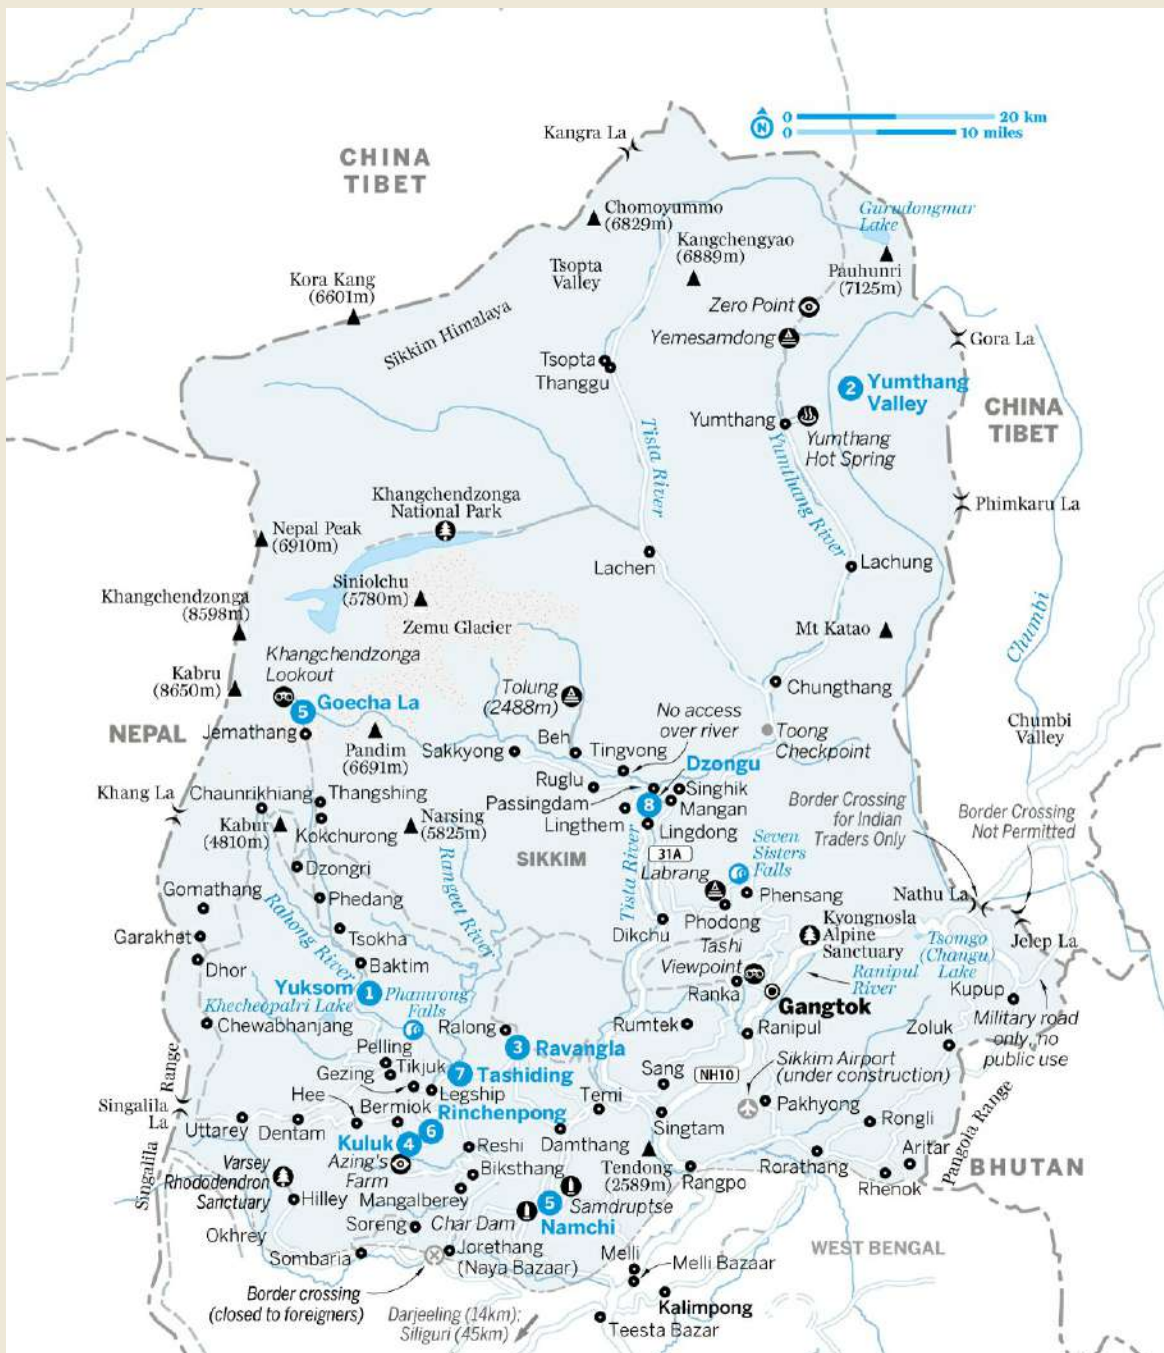 0
20 km
0
10 miles
N
Kangra La
CHINA
TIBET
Chomoyummo
(6829m)
Gurudongmar
Lake
Kangchengyao
(6889m)
Tsopta
Valley
Pauhunri
(7125m)
Kora Kang
(6601m)
Zero Point
Sikkim Himalaya
Yemesamdong
Gora La
Tsopta
Thanggu
2 Yumthang
Valley
CHINA
TIBET
Yumthang
Yumthang
Hot Spring
Tista River
Yumthang River
Khangchendzonga
National Park
Phimkaru La
Nepal Peak
(6910m)
Lachen
Lachung
Siniolchu
(5780m)
Khangchendzonga
(8598m)
Zemu Glacier
Mt Katao
Chumbi
Khangchendzonga
Lookout
Kabru
(8650m)
Tolung
(2488m)
Chungthang
5 Goecha La
No access
over river
NEPAL
Jemathang
Pandim
(6691m)
Sakkyong
Beh
Tingvong
Toong
Checkpoint
Chumbi
Valley
Dzongu
Ruglu
Singhik
Khang La
Chaunrikhiang
Thangshing
Passingdam
8
Mangan
Border Crossing
for Indian
Traders Only
Border Crossing
Not Permitted
Kabur
(4810m)
Kokchurong
Narsing
(5825m)
Lingthem
Lingdong
SIKKIM
31A
Seven
Sisters
Falls
Dzongri
Labrang
Gomathang
Phedang
Rangeet River
Tista River
Phensang
Nathu La
Rahong River
Phodong
Kyongnosla
Alpine
Sanctuary
Garakhet
Tsokha
Dikchu
Tsomgo
(Changu)
Lake
Jelep La
Dhor
Baktim
Tashi
Viewpoint
Ranipul
River
Yuksom 1
Ranka
Gangtok
Kupup
Khecheopalri Lake
Phamrong
Falls
Chewabhanjang
Ralong
Rumtek
Ranipul
Zoluk
Military road
only, no
public use
Pelling
3 Ravangla
Gezing
Tikjuk
7 Tashiding
Sang
NH10
Sikkim Airport
(under construction)
Hee
Legship
Singalila
La
Bermiok
Rinchenpong
Temi
Pakhyong
Uttarey
Dentam
6
Singtam
Rongli
Kuluk 4
Reshi
Damthang
Aritar
Singalila Range
Pangola Range
Varsey
Rhododendron
Sanctuary
Azing's
Farm
Biksthang
Tendong
(2589m)
Rangpo
Rorathang
Rhenok
BHUTAN
Hilley
Mangalberey
5
Samdruptse
Soreng
Char Dam
Namchi
Okhrey
Sombaria
Jorethang
(Naya Bazaar)
Melli
Melli Bazaar
WEST BENGAL
Border crossing
(closed to foreigners)
Kalimpong
Darjeeling (14km);
Siliguri (45km)
Teesta Bazar